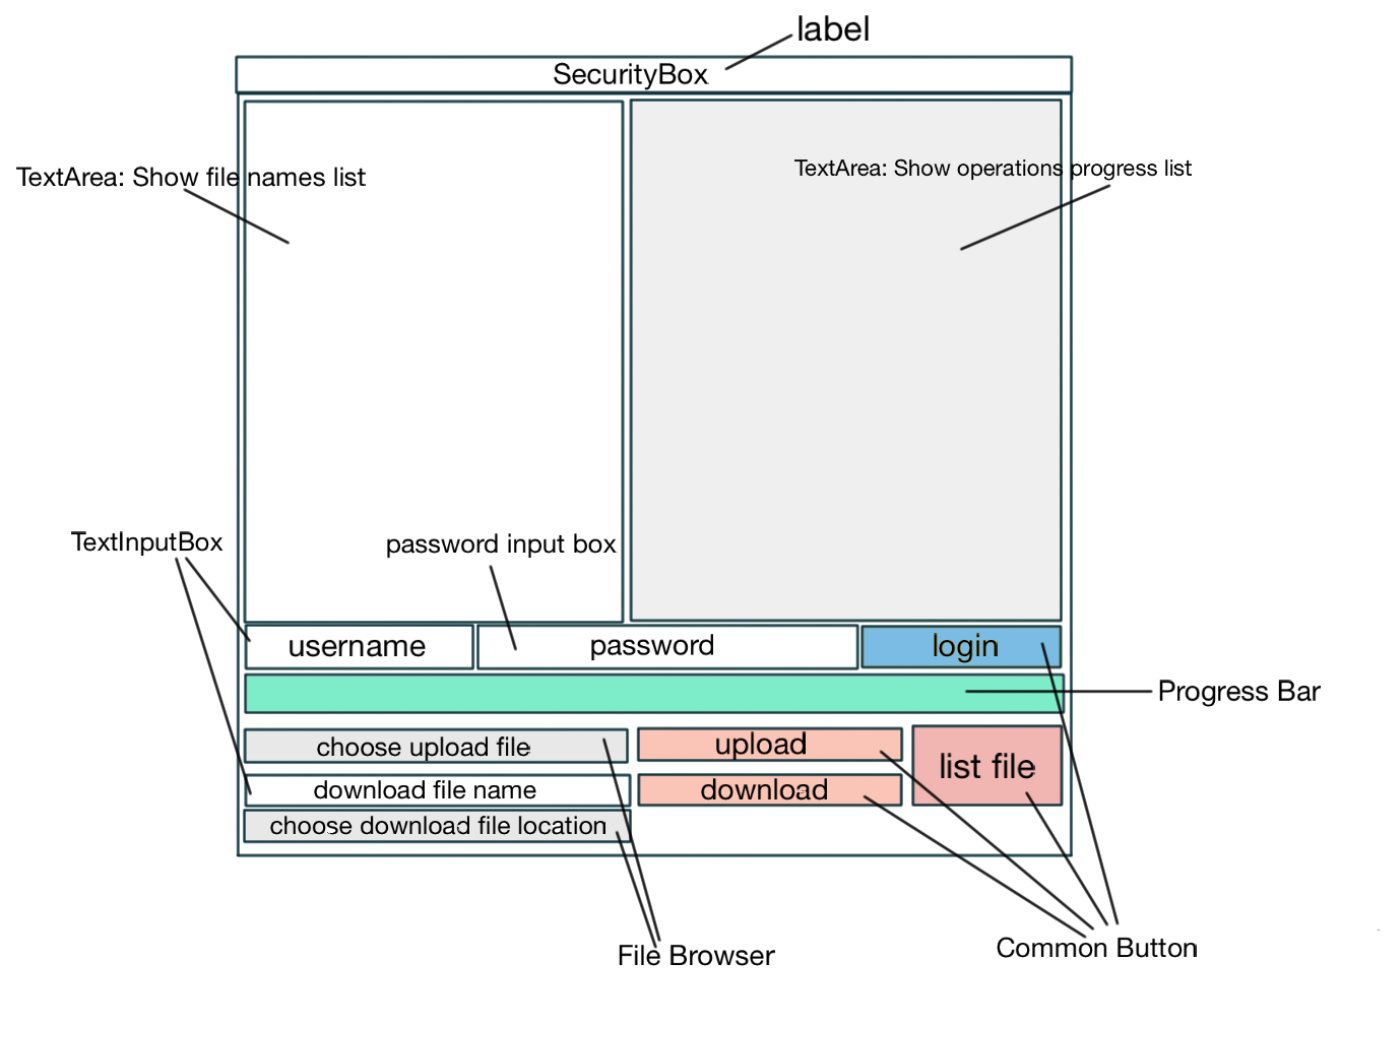 label
SecurityBox
TextArea: Show file names list
TextArea: Show operations progress list
TextInputBox
password input box
username
password
login
Progress Bar
choose upload file
upload
list file
download file name
download
choose download file location
File Browser
Common Button